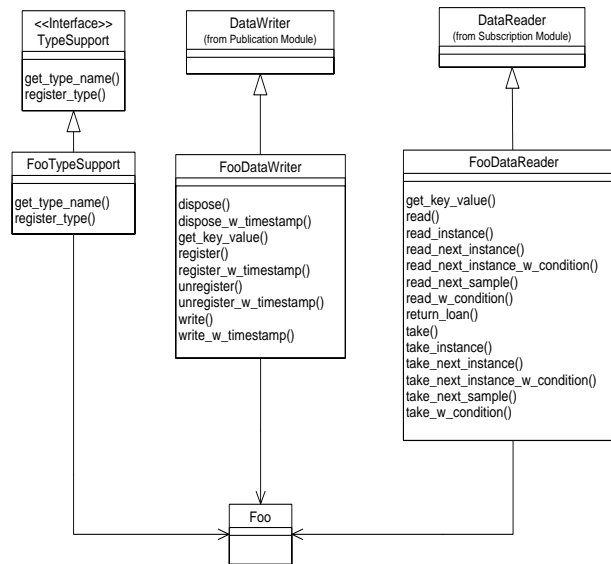 <<Interface>>
TypeSupport
get_type_name()
register_type()
DataWriter
(from Publication Module)
DataReader
(from Subscription Module)
FooTypeSupport
get_type_name()
register_type()
FooDataWriter
dispose()
dispose_w_timestamp()
get_key_value()
register()
register_w_timestamp()
unregister()
unregister_w_timestamp()
write()
write_w_timestamp()
FooDataReader
get_key_value()
read()
read_instance()
read_next_instance()
read_next_instance_w_condition()
read_next_sample()
read_w_condition()
return_loan()
take()
take_instance()
take_next_instance()
take_next_instance_w_condition()
take_next_sample()
take_w_condition()
Foo